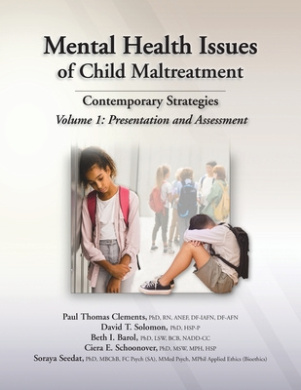 Mental Health Issues
of Child Maltreatment
Contemporary Strategies
Volume 1: Presentation and Assessment
Paul Thomas Clements, PhD, RN, ANEF, DF-IAFN, DF-AFN
David T. Solomon, PhD, HSP-P
Beth I. Barol, PhD, LSW, BCB, NADD-CC
Ciera E. Schoonover, PhD, MSW, MPH, HSP
Soraya Seedat, PhD, MBChB, FC Psych (SA), MMed Psych, MPhil Applied Ethics (Bioethics)